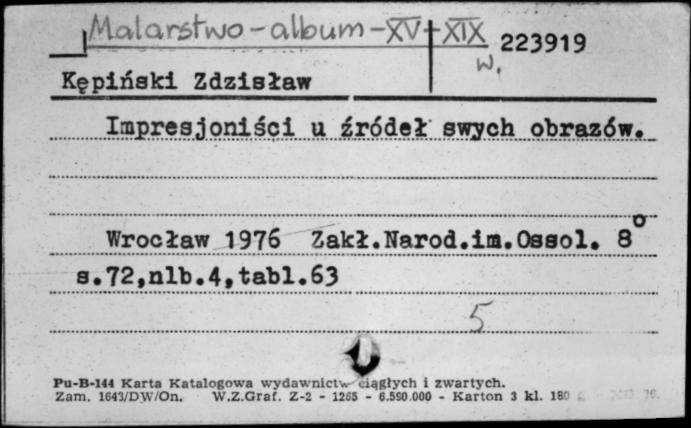 Malarstwo - album - XV + XIX w. 223919
Kępiński Zdzisław
Impresjoniści u źródeł swych obrazów.
Wrocław 1976 Zakł.Narod.im.Ossol. 8°
s.72,nlb.4,tabl.63
5
Pu-B-144 Karta Katalogowa wydawnictw ciągłych i zwartych.
Zam. 1643/DW/On. W.Z.Graf. Z-2 - 1265 - 6.590.000 - Karton 3 kl. 180